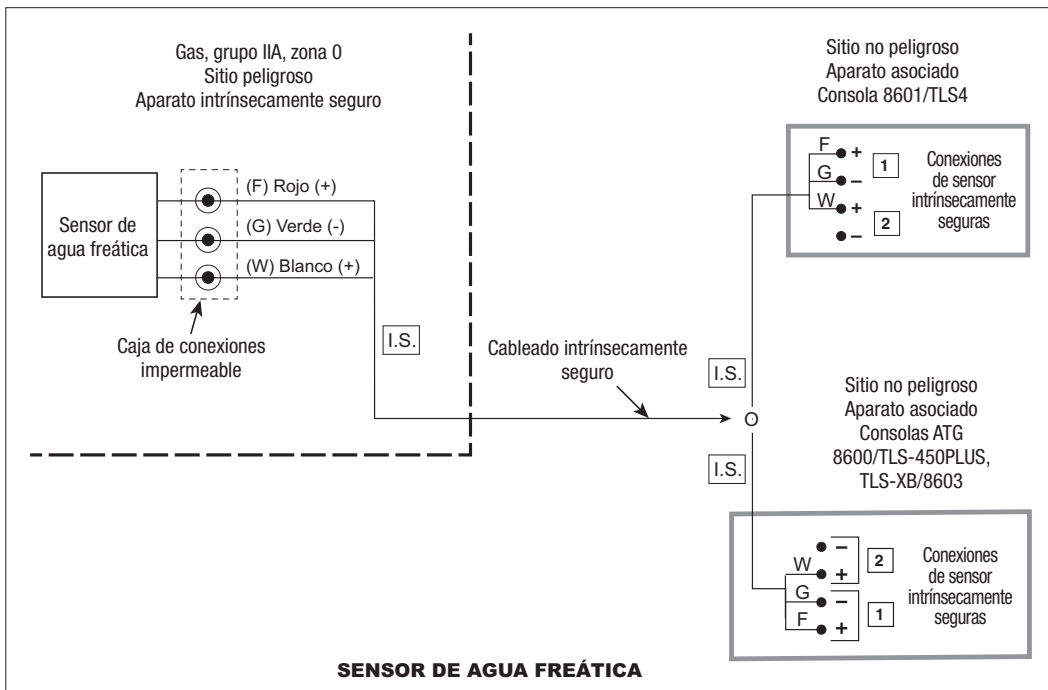 Gas, grupo IIA, zona 0
Sitio peligroso
Aparato intrínsecamente seguro
Sensor de
agua freática
(F) Rojo (+)
(G) Verde (-)
(W) Blanco (+)
Caja de conexiones
impermeable
I.S.
Cableado intrínsecamente
seguro
I.S.
O
I.S.
Sitio no peligroso
Aparato asociado
Consola 8601/TLS4
F
+
G
–
W
+
–
1
2
Conexiones
de sensor
intrínsecamente
seguras
Sitio no peligroso
Aparato asociado
Consolas ATG
8600/TLS-450PLUS,
TLS-XB/8603
–
W
+
G
–
F
+
2
1
Conexiones
de sensor
intrínsecamente
seguras
SENSOR DE AGUA FREÁTICA